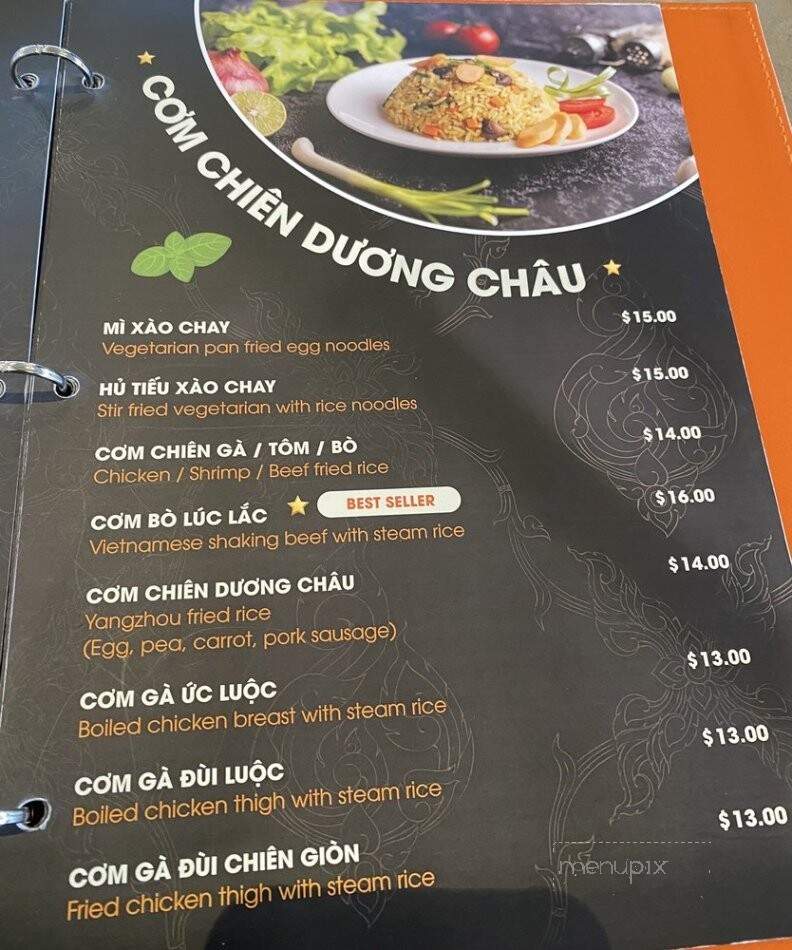 CƠM CHIÊN DƯƠNG CHÂU
MÌ XÀO CHAY $15.00
Vegetarian pan fried egg noodles
HỦ TIẾU XÀO CHAY $15.00
Stir fried vegetarian with rice noodles
CƠM CHIÊN GÀ / TÔM / BÒ $14.00
Chicken / Shrimp / Beef fried rice
CƠM BÒ LÚC LẮC BEST SELLER $16.00
Vietnamese shaking beef with steam rice
CƠM CHIÊN DƯƠNG CHÂU $14.00
Yangzhou fried rice
(Egg, pea, carrot, pork sausage)
CƠM GÀ ỨC LUỘC $13.00
Boiled chicken breast with steam rice
CƠM GÀ ĐÙI LUỘC $13.00
Boiled chicken thigh with steam rice
CƠM GÀ ĐÙI CHIÊN GIÒN $13.00
Fried chicken thigh with steam rice
menupix